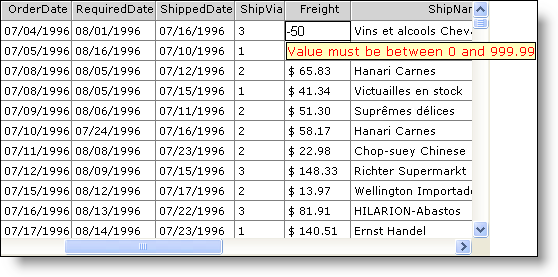 OrderDate RequiredDate ShippedDate ShipVia Freight ShipNam
07/04/1996 08/01/1996 07/16/1996 3 -50 Vins et alcools Cheva
07/05/1996 08/16/1996 07/10/1996 1 Value must be between 0 and 999.99
07/08/1996 08/05/1996 07/12/1996 2 $ 65.83 Hanari Carnes
07/08/1996 08/05/1996 07/15/1996 1 $ 41.34 Victuailles en stock
07/09/1996 08/06/1996 07/11/1996 2 $ 51.30 Suprêmes délices
07/10/1996 07/24/1996 07/16/1996 2 $ 58.17 Hanari Carnes
07/11/1996 08/08/1996 07/23/1996 2 $ 22.98 Chop-suey Chinese
07/12/1996 08/09/1996 07/15/1996 3 $ 148.33 Richter Supermarkt
07/15/1996 08/12/1996 07/17/1996 2 $ 13.97 Wellington Importado
07/16/1996 08/13/1996 07/22/1996 3 $ 81.91 HILARION-Abastos
07/17/1996 08/14/1996 07/23/1996 1 $ 140.51 Ernst Handel